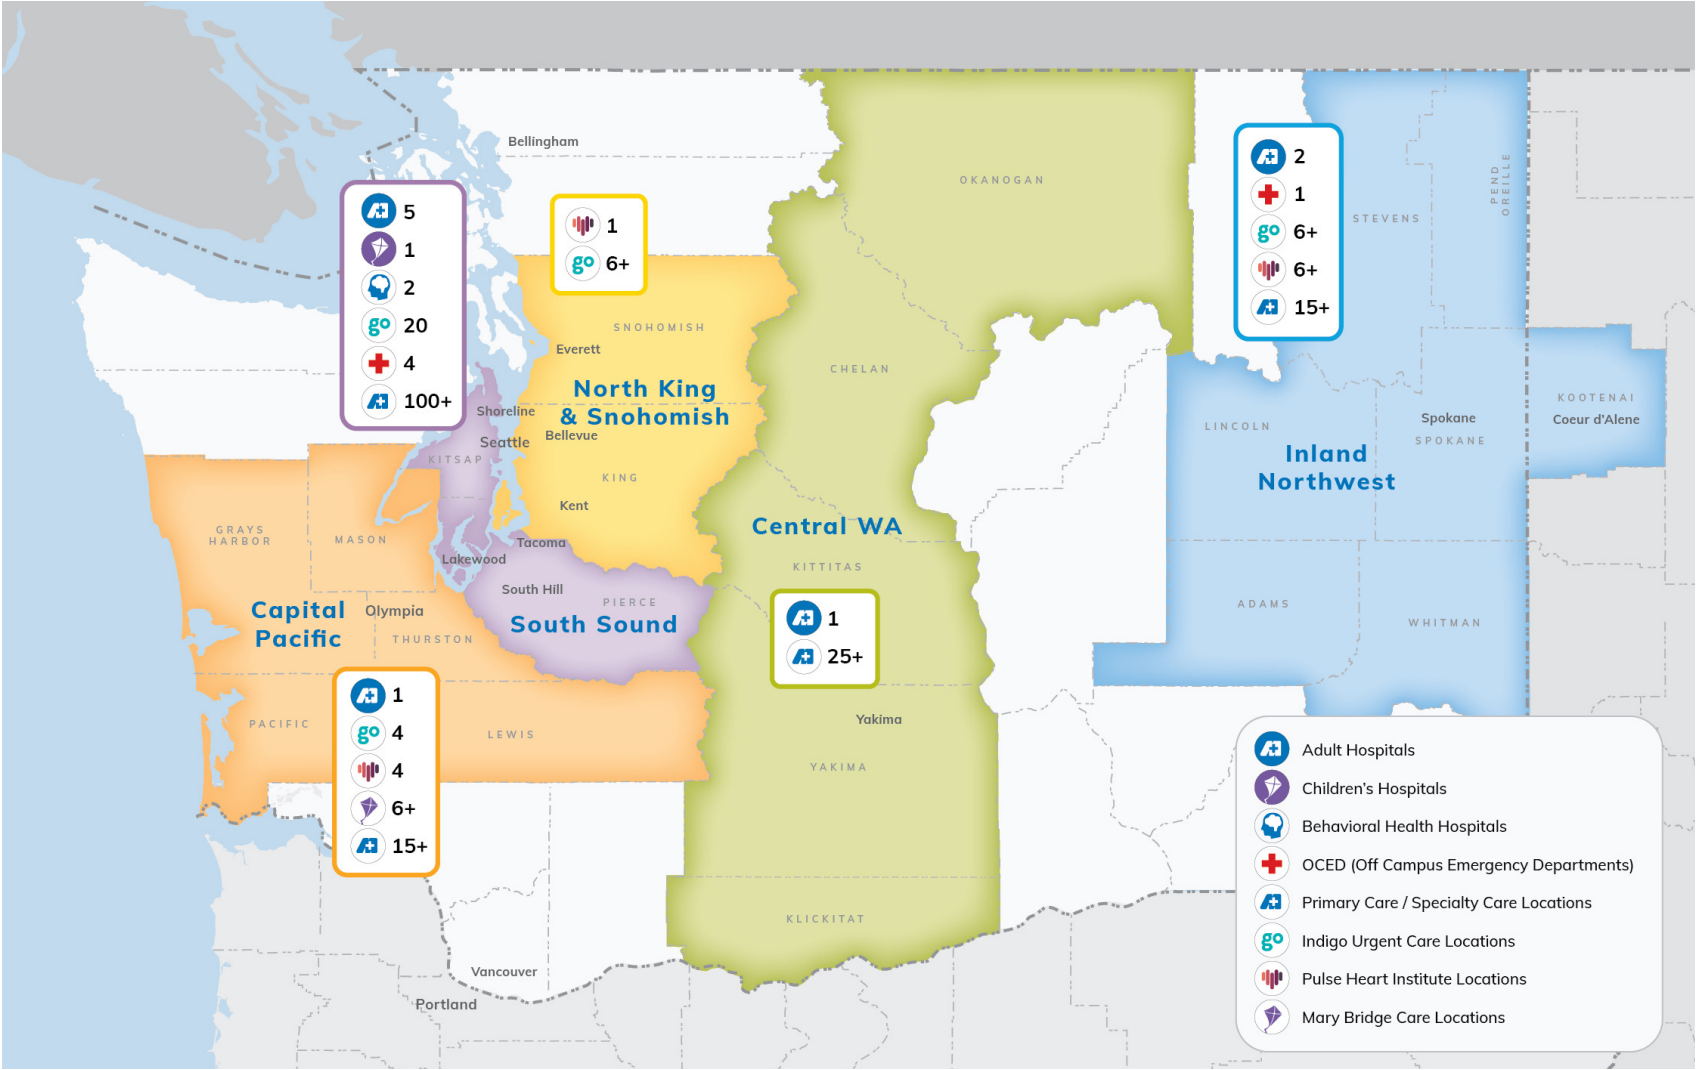 Bellingham
OKANOGAN
PEND
OREILLE
STEVENS
5
1
2
go 20
4
100+
1
go 6+
2
1
go 6+
6+
15+
SNOHOMISH
Everett
CHELAN
North King
& Snohomish
Shoreline
Seattle
Bellevue
KITSAP
KING
Kent
KOOTENAI
Coeur d'Alene
Spokane
SPOKANE
LINCOLN
Inland
Northwest
GRAYS
HARBOR
MASON
Tacoma
Lakewood
Central WA
KITTITAS
South Hill
PIERCE
South Sound
Capital
Pacific
Olympia
THURSTON
1
25+
ADAMS
WHITMAN
PACIFIC
LEWIS
1
go 4
4
6+
15+
Yakima
YAKIMA
KLICKITAT
Vancouver
Portland
Adult Hospitals
Children's Hospitals
Behavioral Health Hospitals
OCED (Off Campus Emergency Departments)
Primary Care / Specialty Care Locations
go Indigo Urgent Care Locations
Pulse Heart Institute Locations
Mary Bridge Care Locations